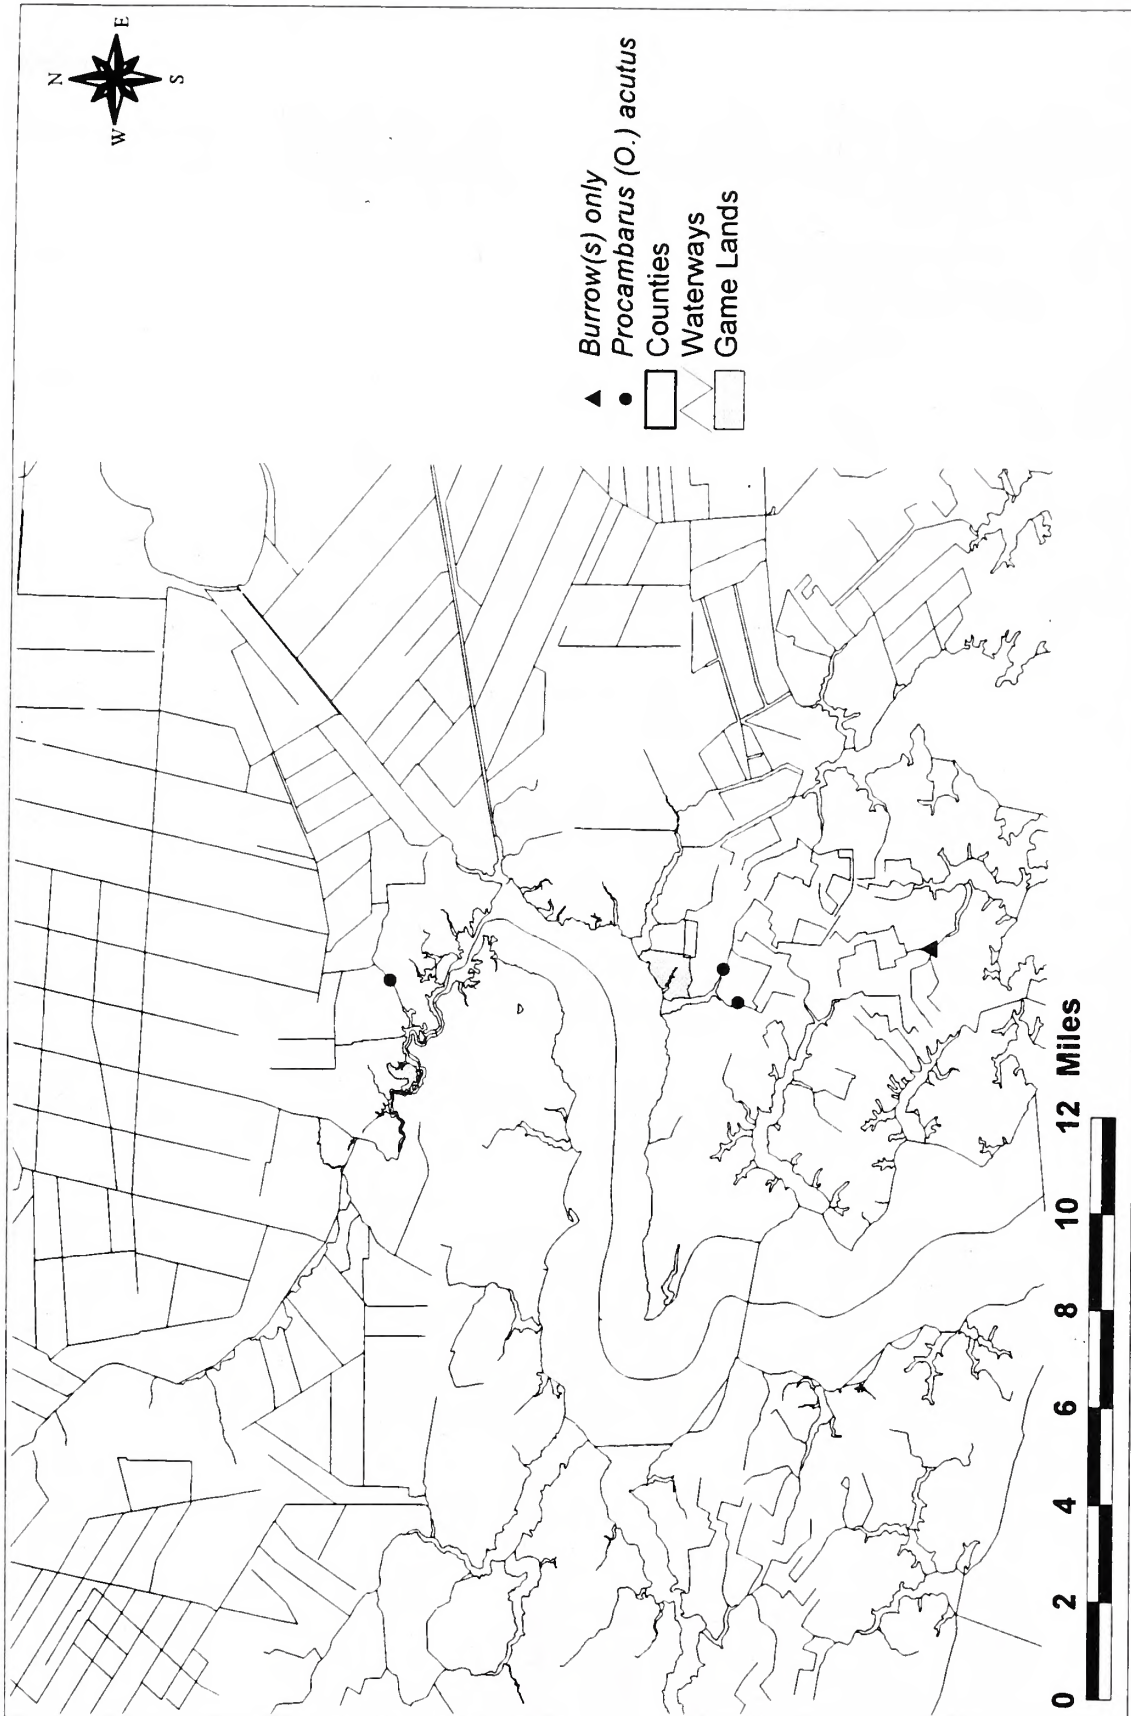 N
E
W
S
Burrow(s) only
Procambarus (O.) acutus
Counties
Waterways
Game Lands
0 2 4 6 8 10 12 Miles